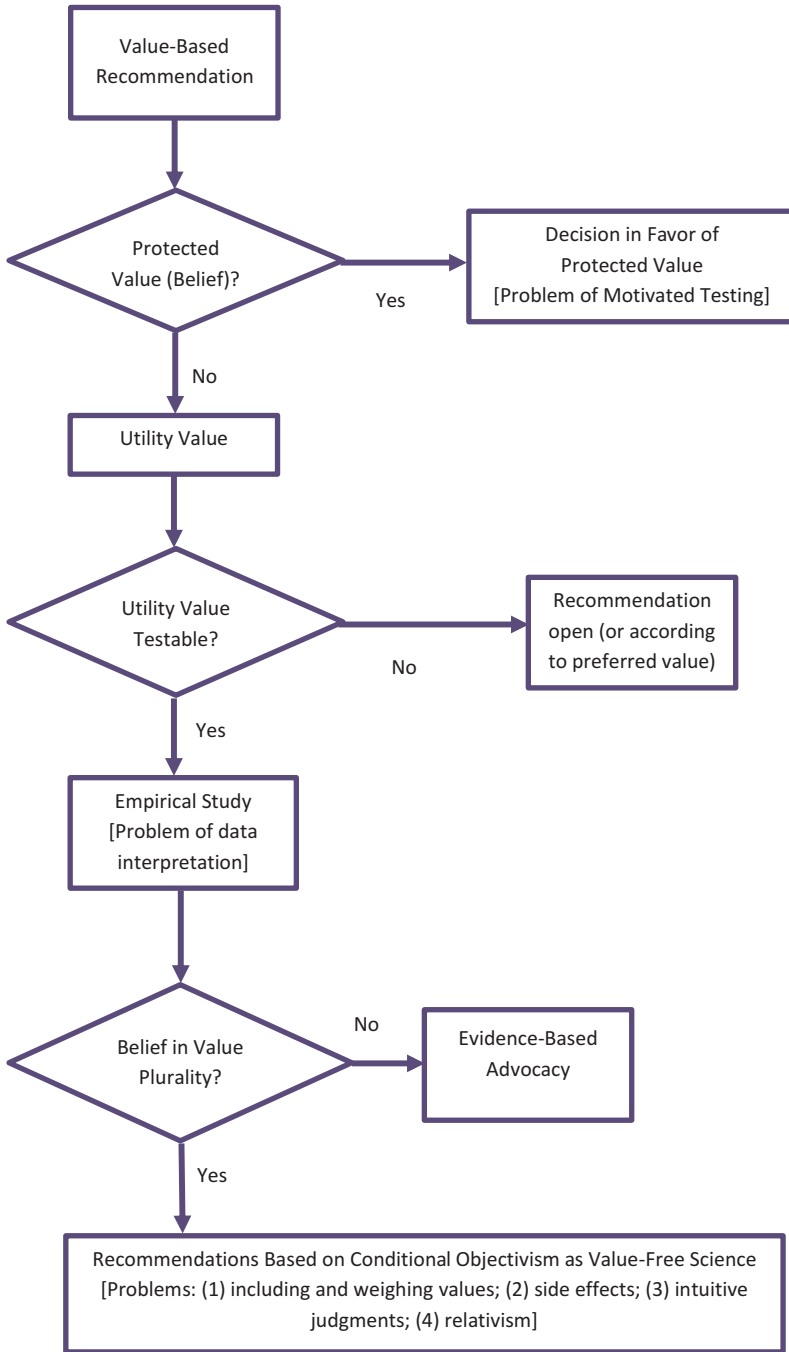 Value-Based
Recommendation
Protected
Value (Belief)?
Yes
Decision in Favor of
Protected Value
[Problem of Motivated Testing]
No
Utility Value
Utility Value
Testable?
No
Recommendation
open (or according
to preferred value)
Yes
Empirical Study
[Problem of data
interpretation]
Belief in Value
Plurality?
No
Evidence-Based
Advocacy
Yes
Recommendations Based on Conditional Objectivism as Value-Free Science
[Problems: (1) including and weighing values; (2) side effects; (3) intuitive
judgments; (4) relativism]